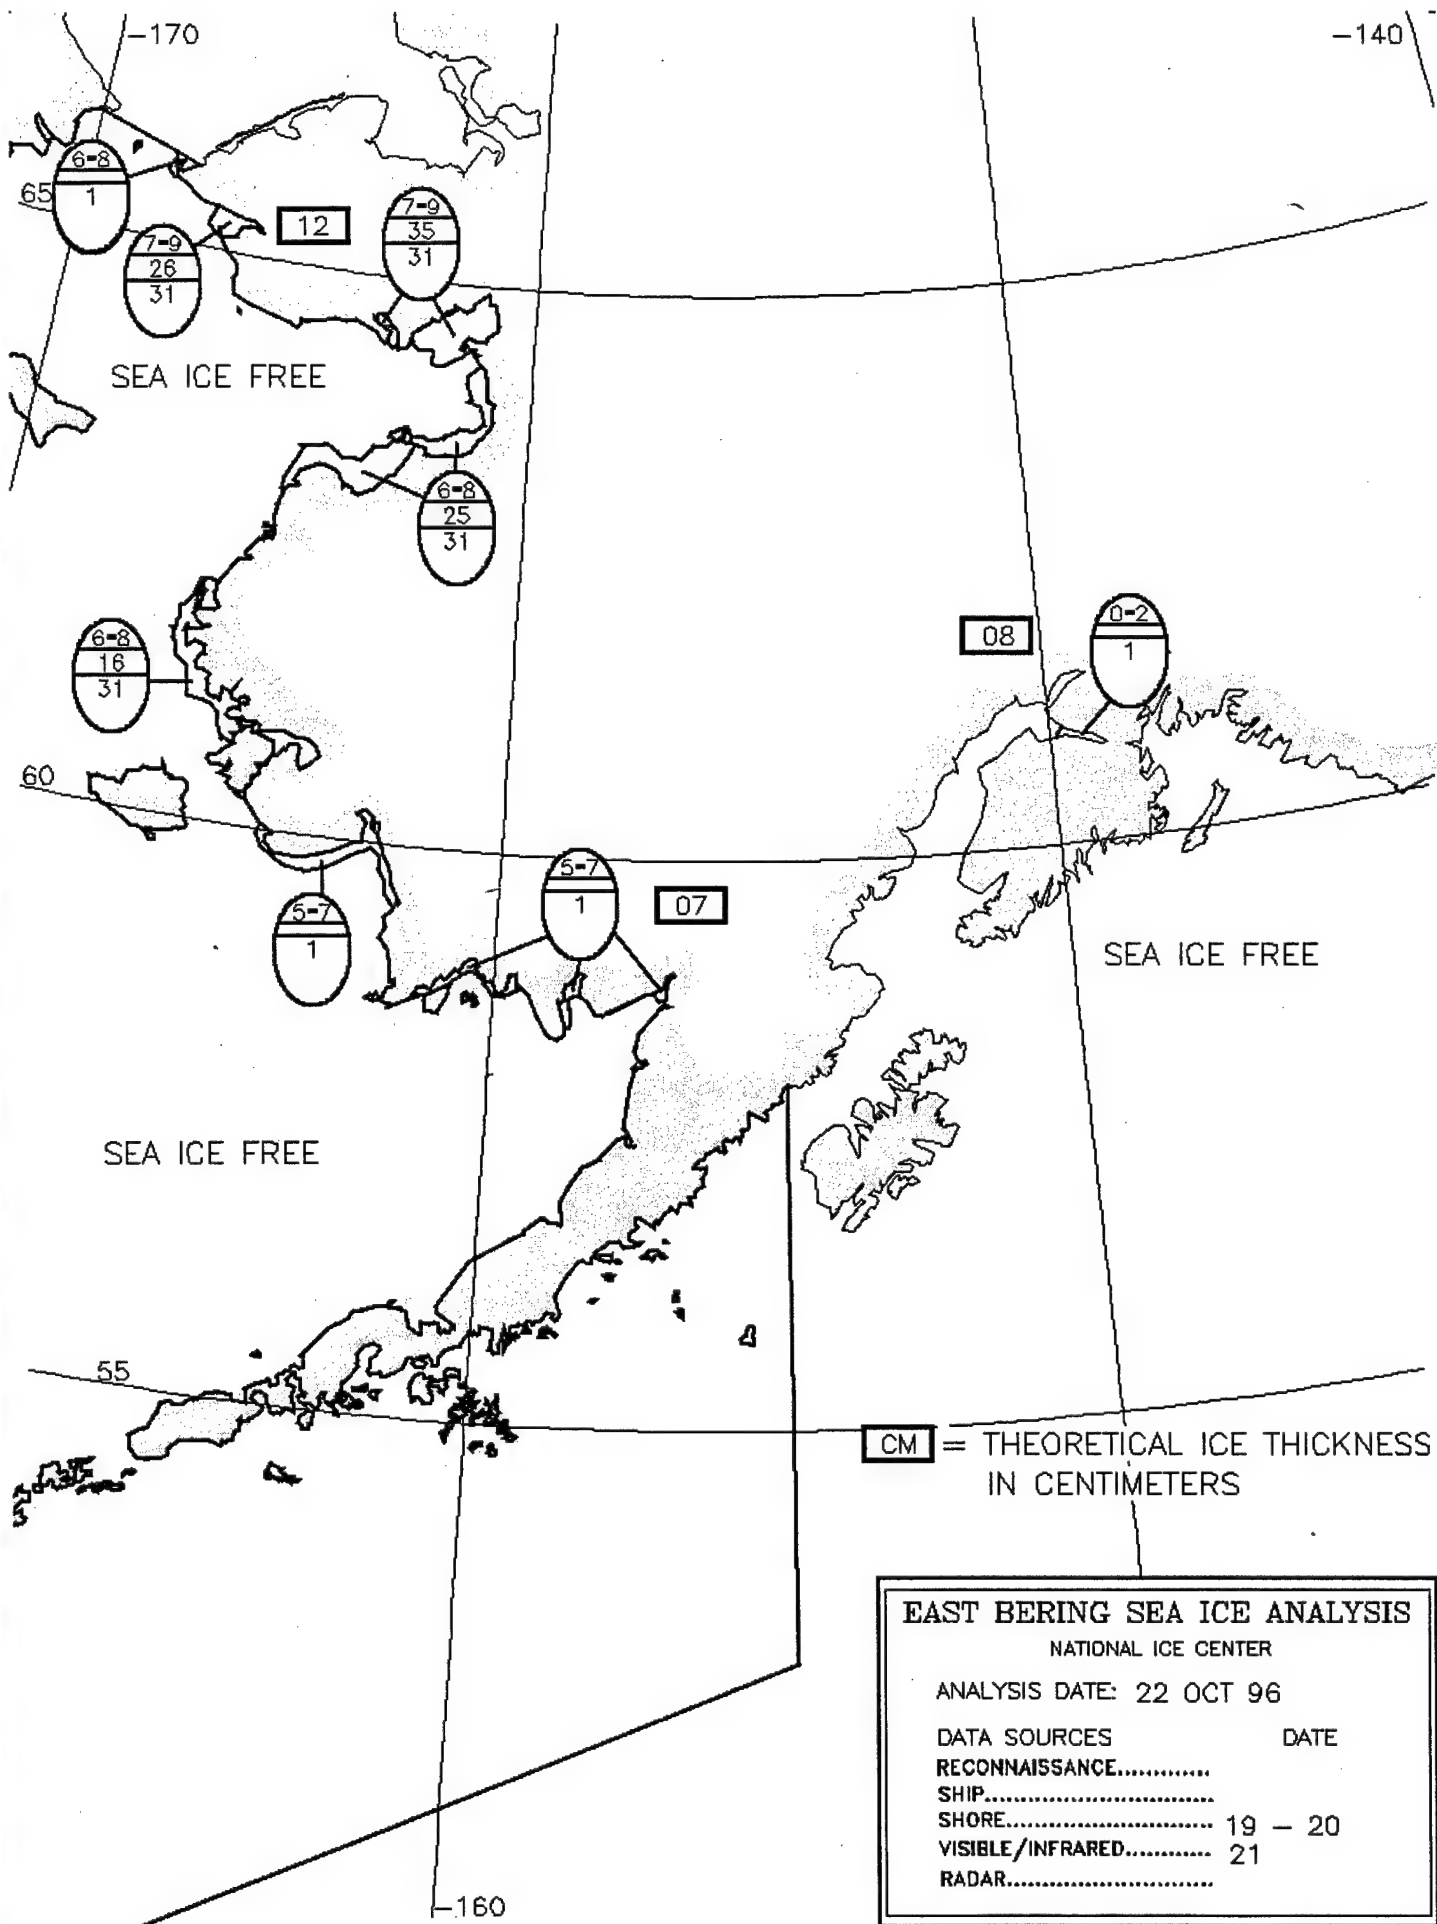 -170
-140
6-8
1
65
12
7-9
35
31
7-9
26
31
SEA ICE FREE
6-8
25
31
6-8
16
31
08
0-2
1
60
5-7
1
07
5-7
1
SEA ICE FREE
SEA ICE FREE
55
CM = THEORETICAL ICE THICKNESS
IN CENTIMETERS
EAST BERING SEA ICE ANALYSIS
NATIONAL ICE CENTER
ANALYSIS DATE: 22 OCT 96
DATA SOURCES DATE
RECONNAISSANCE.............
SHIP................................
SHORE............................. 19 - 20
VISIBLE/INFRARED............ 21
RADAR.............................
-160